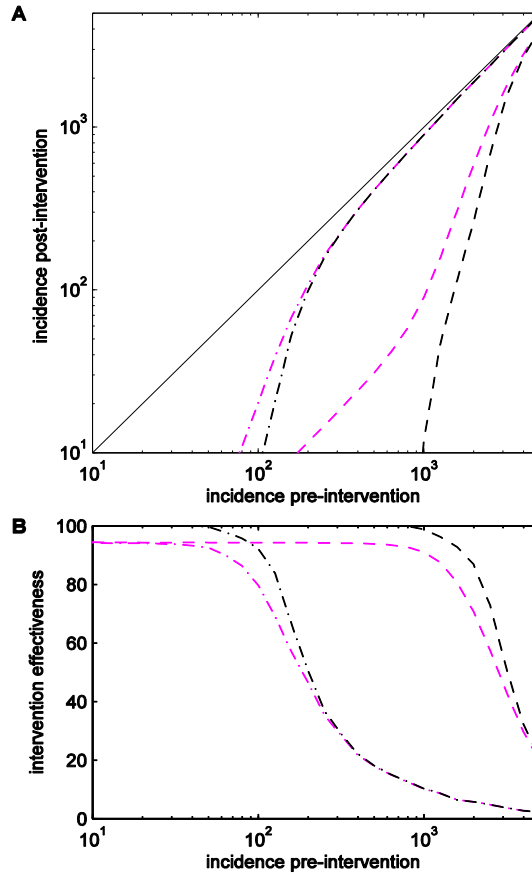 A
10³
10²
10¹
incidence post-intervention
10¹ 10² 10³
incidence pre-intervention
B
100
80
60
40
20
0
intervention effectiveness
10¹ 10² 10³
incidence pre-intervention